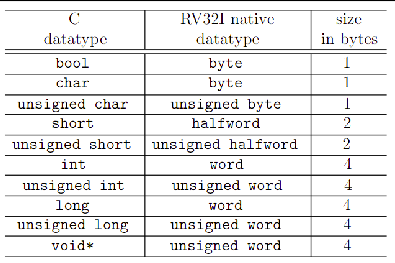 C RV32I native size
datatype datatype in bytes
bool byte 1
char byte 1
unsigned char unsigned byte 1
short halfword 2
unsigned short unsigned halfword 2
int word 4
unsigned int unsigned word 4
long word 4
unsigned long unsigned word 4
void* unsigned word 4